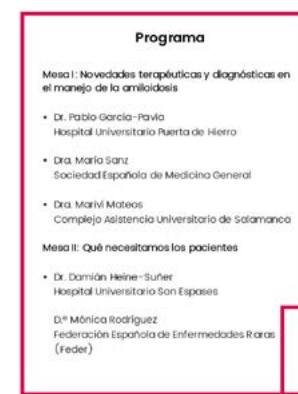 Programa
Mesa I: Novedades terapéuticas y diagnósticas en
el manejo de la amiloidosis
• Dr. Pablo García-Pavía
Hospital Universitario Puerta de Hierro
• Dra. María Sanz
Sociedad Española de Medicina General
• Dra. Mariví Mateos
Complejo Asistencia Universitario de Salamanca
Mesa II: Qué necesitamos los pacientes
• Dr. Damián Heine-Suñer
Hospital Universitario Son Espases
D.ª Mónica Rodríguez
Federación Española de Enfermedades Raras
(Feder)